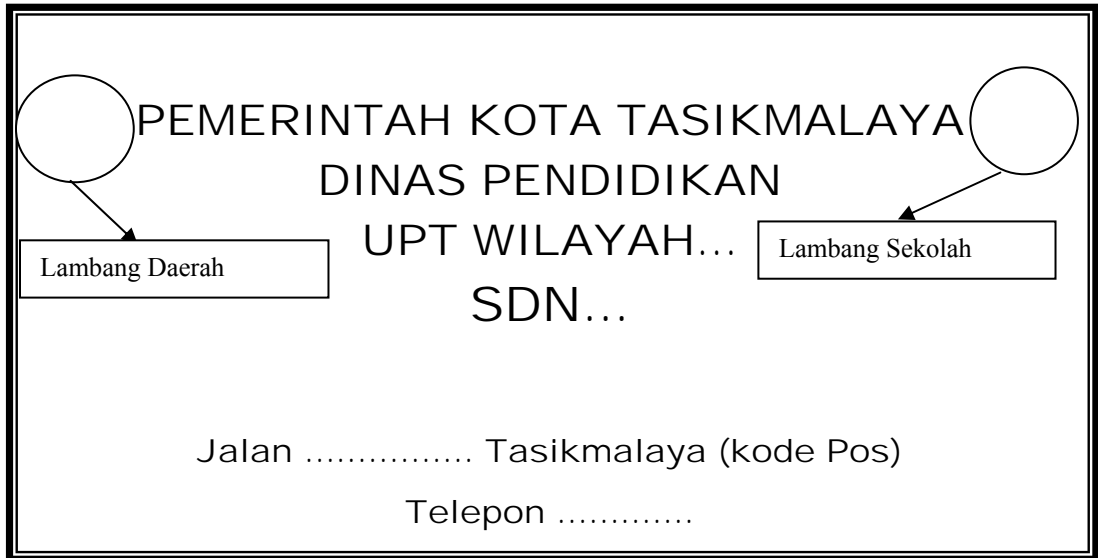 PEMERINTAH KOTA TASIKMALAYA
DINAS PENDIDIKAN
UPT WILAYAH...
Lambang Daerah
Lambang Sekolah
SDN...
Jalan ................ Tasikmalaya (kode Pos)
Telepon .............